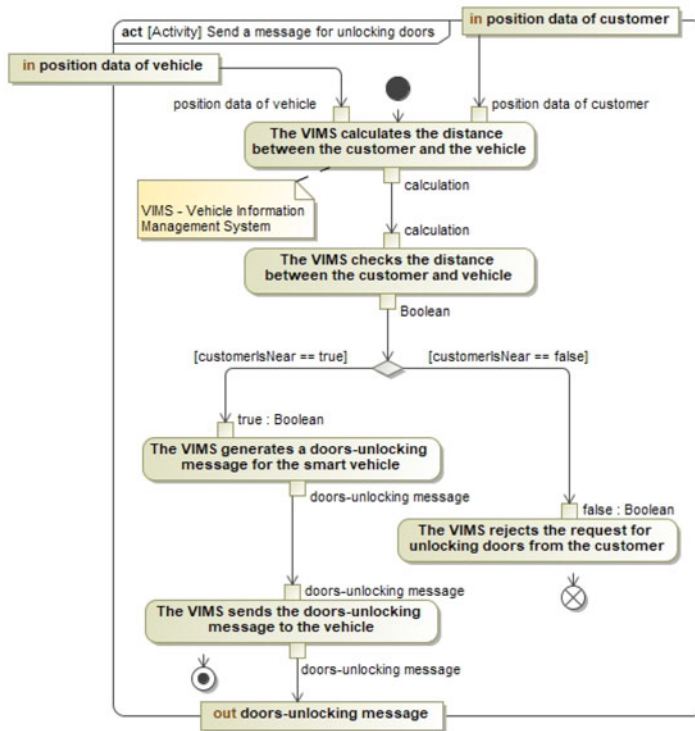 in position data of customer
act [Activity] Send a message for unlocking doors
in position data of vehicle
position data of vehicle
position data of customer
The VIMS calculates the distance
between the customer and the vehicle
calculation
VIMS - Vehicle Information
Management System
calculation
The VIMS checks the distance
between the customer and vehicle
Boolean
[customerIsNear == true]
[customerIsNear == false]
true : Boolean
The VIMS generates a doors-unlocking
message for the smart vehicle
doors-unlocking message
false : Boolean
The VIMS rejects the request for
unlocking doors from the customer
doors-unlocking message
The VIMS sends the doors-unlocking
message to the vehicle
doors-unlocking message
out doors-unlocking message